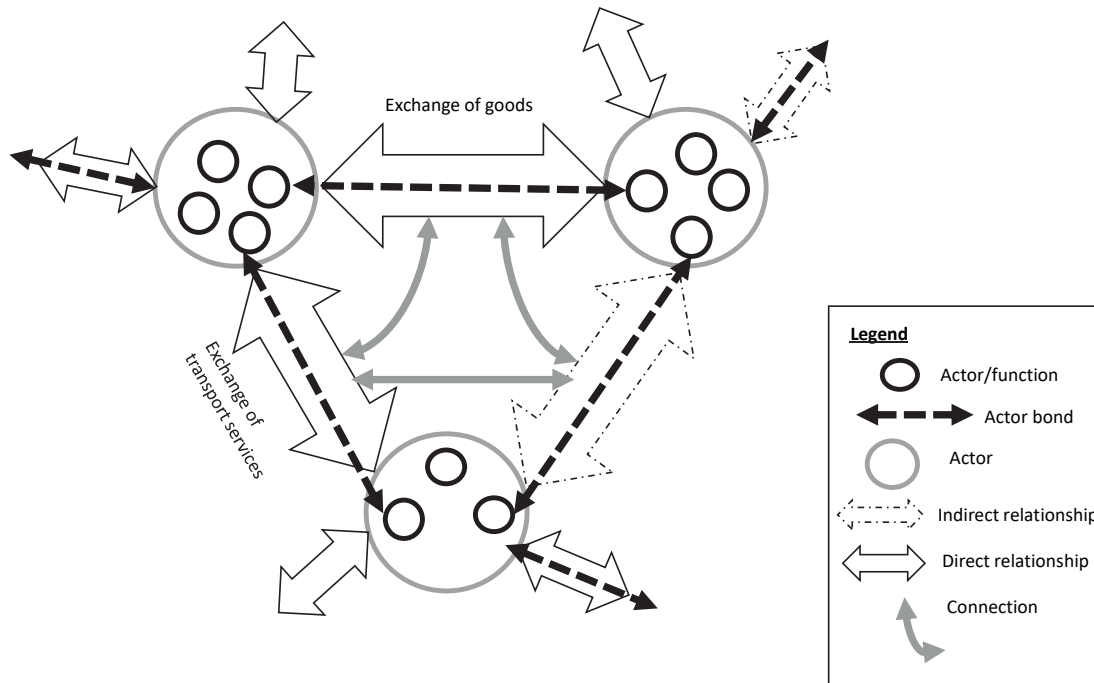 Exchange of goods
Exchange of
transport services
Legend
Actor/function
Actor bond
Actor
Indirect relationship
Direct relationship
Connection